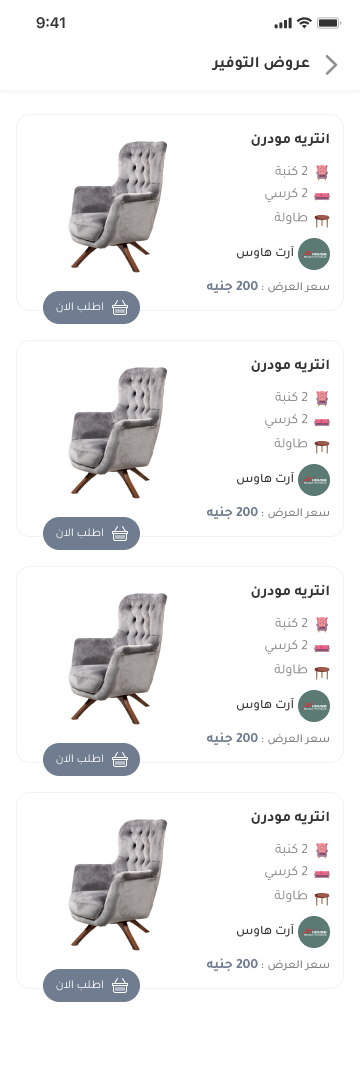 9:41
عروض التوفير
انتريه مودرن
2 كنبة
2 كرسي
طاولة
آرت هاوس
سعر العرض : 200 جنيه
اطلب الان
انتريه مودرن
2 كنبة
2 كرسي
طاولة
آرت هاوس
سعر العرض : 200 جنيه
اطلب الان
انتريه مودرن
2 كنبة
2 كرسي
طاولة
آرت هاوس
سعر العرض : 200 جنيه
اطلب الان
انتريه مودرن
2 كنبة
2 كرسي
طاولة
آرت هاوس
سعر العرض : 200 جنيه
اطلب الان